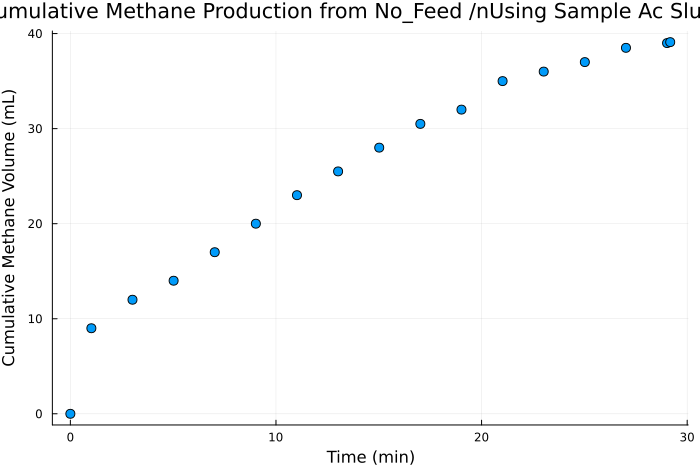 umulative Methane Production from No_Feed /nUsing Sample Ac Slu
Cumulative Methane Volume (mL)
40
30
20
10
0
0 10 20 30
Time (min)